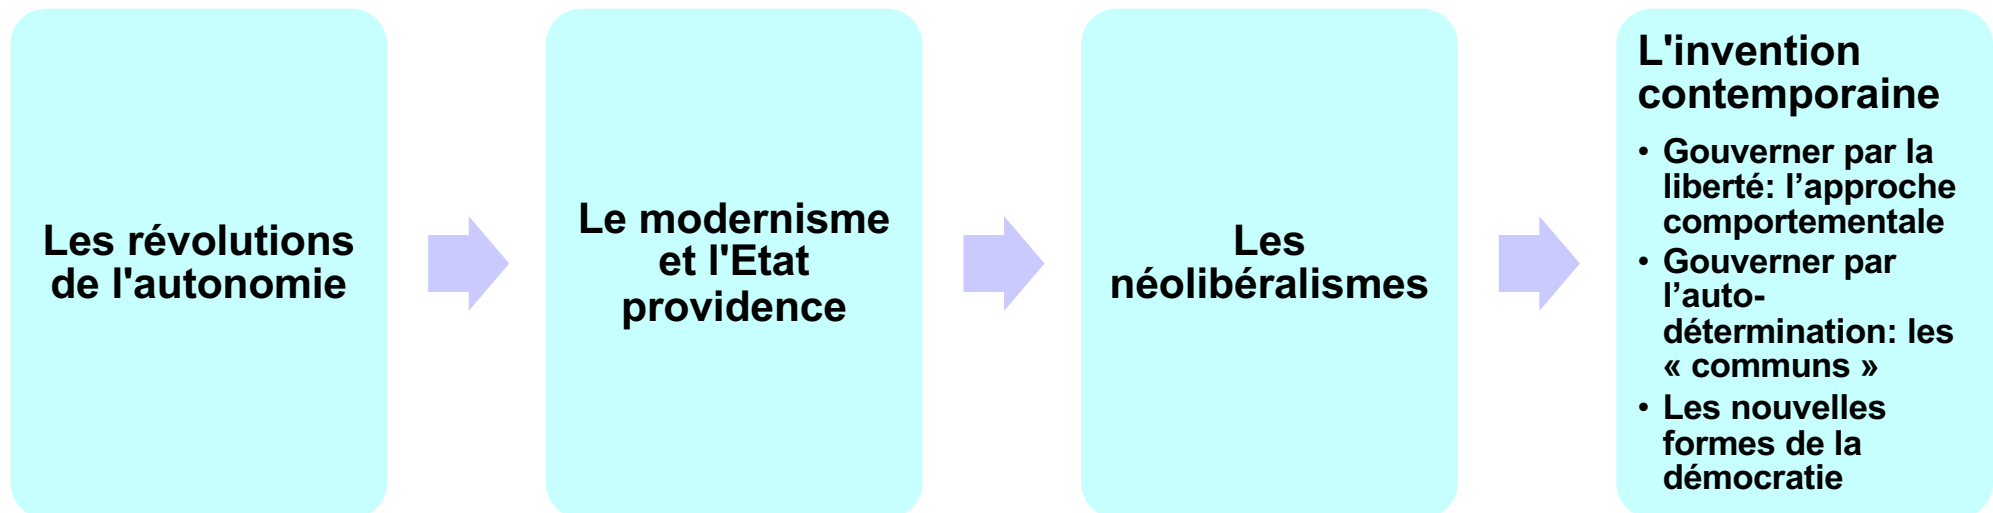 Les révolutions
de l'autonomie
Le modernisme
et l'Etat
providence
Les
néolibéralismes
L'invention
contemporaine
• Gouverner par la
liberté: l’approche
comportementale
• Gouverner par
l’auto-
détermination: les
« communs »
• Les nouvelles
formes de la
démocratie